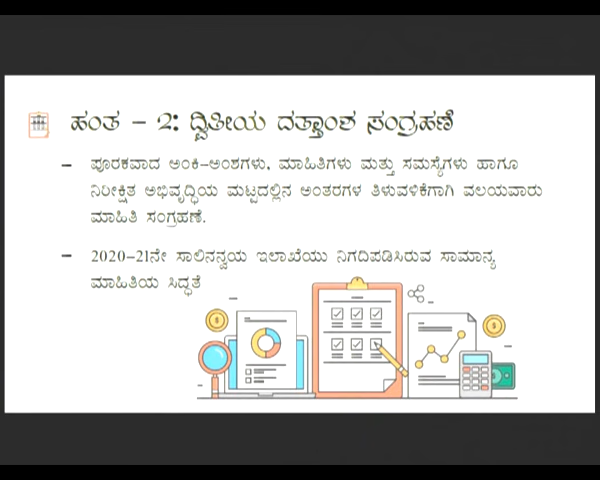 ಹಂತ – 2: ದ್ವಿತೀಯ ದತ್ತಾಂಶ ಸಂಗ್ರಹಣೆ
– ಪೂರಕವಾದ ಅಂಕಿ-ಅಂಶಗಳು, ಮಾಹಿತಿಗಳು ಮತ್ತು ಸಮಸ್ಯೆಗಳು ಹಾಗೂ
ನಿರೀಕ್ಷಿತ ಅಭಿವೃದ್ಧಿಯ ಮಟ್ಟದಲ್ಲಿನ ಅಂತರಗಳ ತಿಳುವಳಿಕೆಗಾಗಿ ವಲಯವಾರು
ಮಾಹಿತಿ ಸಂಗ್ರಹಣೆ.
– 2020-21ನೇ ಸಾಲಿನನ್ವಯ ಇಲಾಖೆಯು ನಿಗದಿಪಡಿಸಿರುವ ಸಾಮಾನ್ಯ
ಮಾಹಿತಿಯ ಸಿದ್ಧತೆ